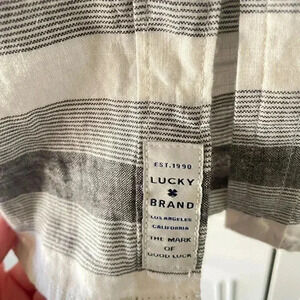 EST.1990
LUCKY
BRAND
LOS ANGELES
CALIFORNIA
THE MARK
OF
GOOD LUCK